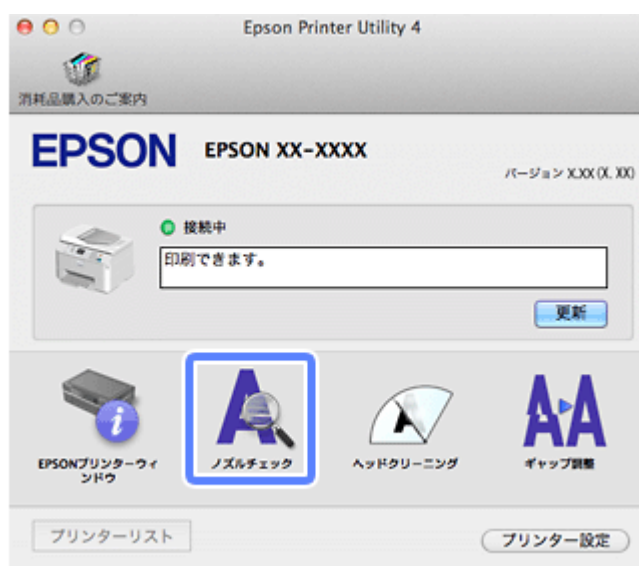 Epson Printer Utility 4
消耗品購入のご案内
EPSON
EPSON XX-XXXX
バージョン X.XX (X. XX)
接続中
印刷できます。
更新
EPSONプリンターウィ
ンドウ
ノズルチェック
ヘッドクリーニング
ギャップ調整
プリンターリスト
プリンター設定